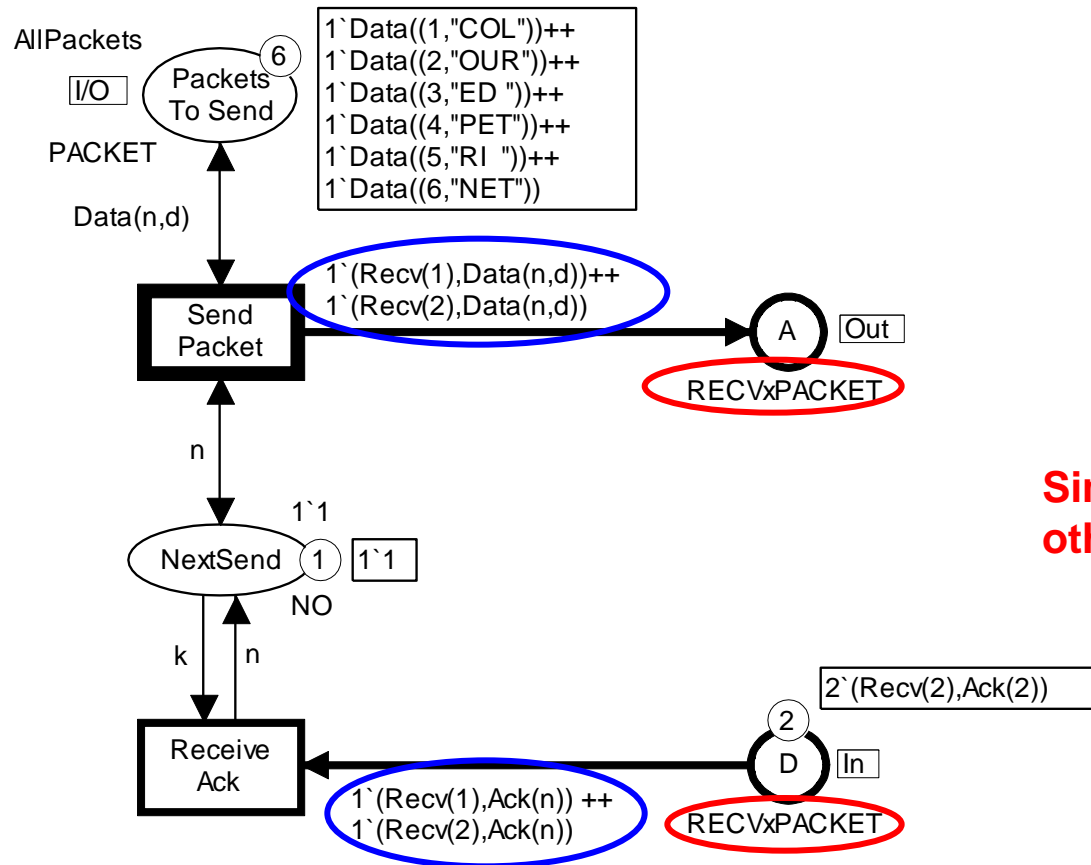 AllPackets
I/O
Packets
To Send
6
PACKET
1`Data((1,"COL"))++
1`Data((2,"OUR"))++
1`Data((3,"ED "))++
1`Data((4,"PET"))++
1`Data((5,"RI  "))++
1`Data((6,"NET"))
Data(n,d)
Send
Packet
1`(Recv(1),Data(n,d))++
1`(Recv(2),Data(n,d))
A
Out
RECVxPACKET
n
1`1
NextSend
1
1`1
NO
k
n
2`(Recv(2),Ack(2))
2
Receive
Ack
D
In
1`(Recv(1),Ack(n)) ++
1`(Recv(2),Ack(n))
RECVxPACKET